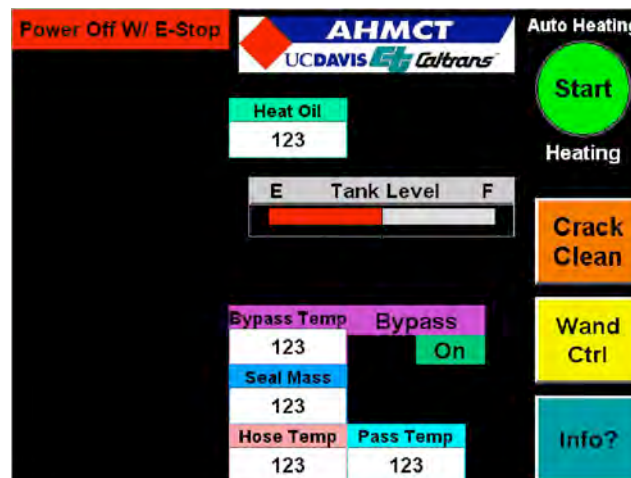 Power Off W/ E-Stop
AHMCT
UCDAVIS Ct Caltrans
Auto Heating
Start
Heating
Heat Oil
123
E Tank Level F
Crack
Clean
Bypass Temp Bypass
123
On
Wand
Ctrl
Seal Mass
123
Hose Temp Pass Temp
123 123
Info?